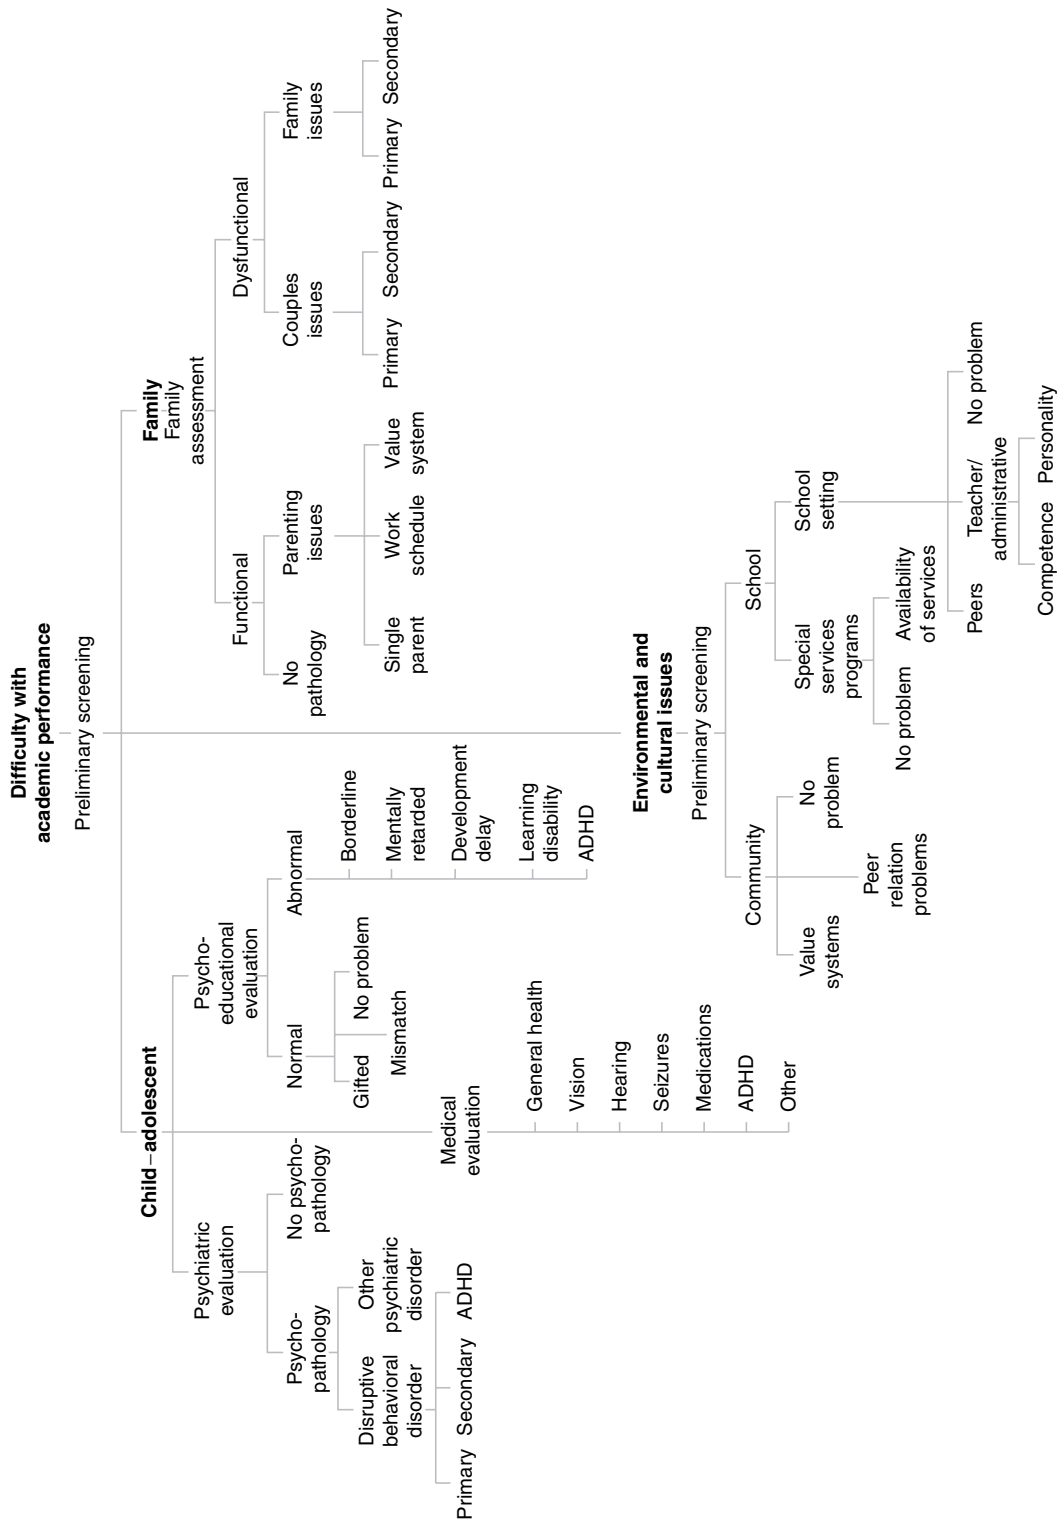 Difficulty with
academic performance
Preliminary screening
Child–adolescent
Psychiatric
evaluation
Psycho-
pathology
Disruptive
behavioral
disorder
Primary
Secondary
ADHD
Other
psychiatric
disorder
No psycho-
pathology
Medical
evaluation
General health
Vision
Hearing
Seizures
Medications
ADHD
Other
Psycho-
educational
evaluation
Normal
Gifted
Mismatch
No problem
Abnormal
Borderline
Mentally
retarded
Development
delay
Learning
disability
ADHD
Environmental and
cultural issues
Preliminary screening
Community
Value
systems
Peer
relation
problems
No
problem
School
Special
services
programs
No problem
Availability
of services
School
setting
Peers
Teacher/
administrative
Competence
Personality
No problem
Family
Family
assessment
Functional
No
pathology
Parenting
issues
Single
parent
Work
schedule
Value
system
Dysfunctional
Couples
issues
Primary
Secondary
Family
issues
Primary
Secondary